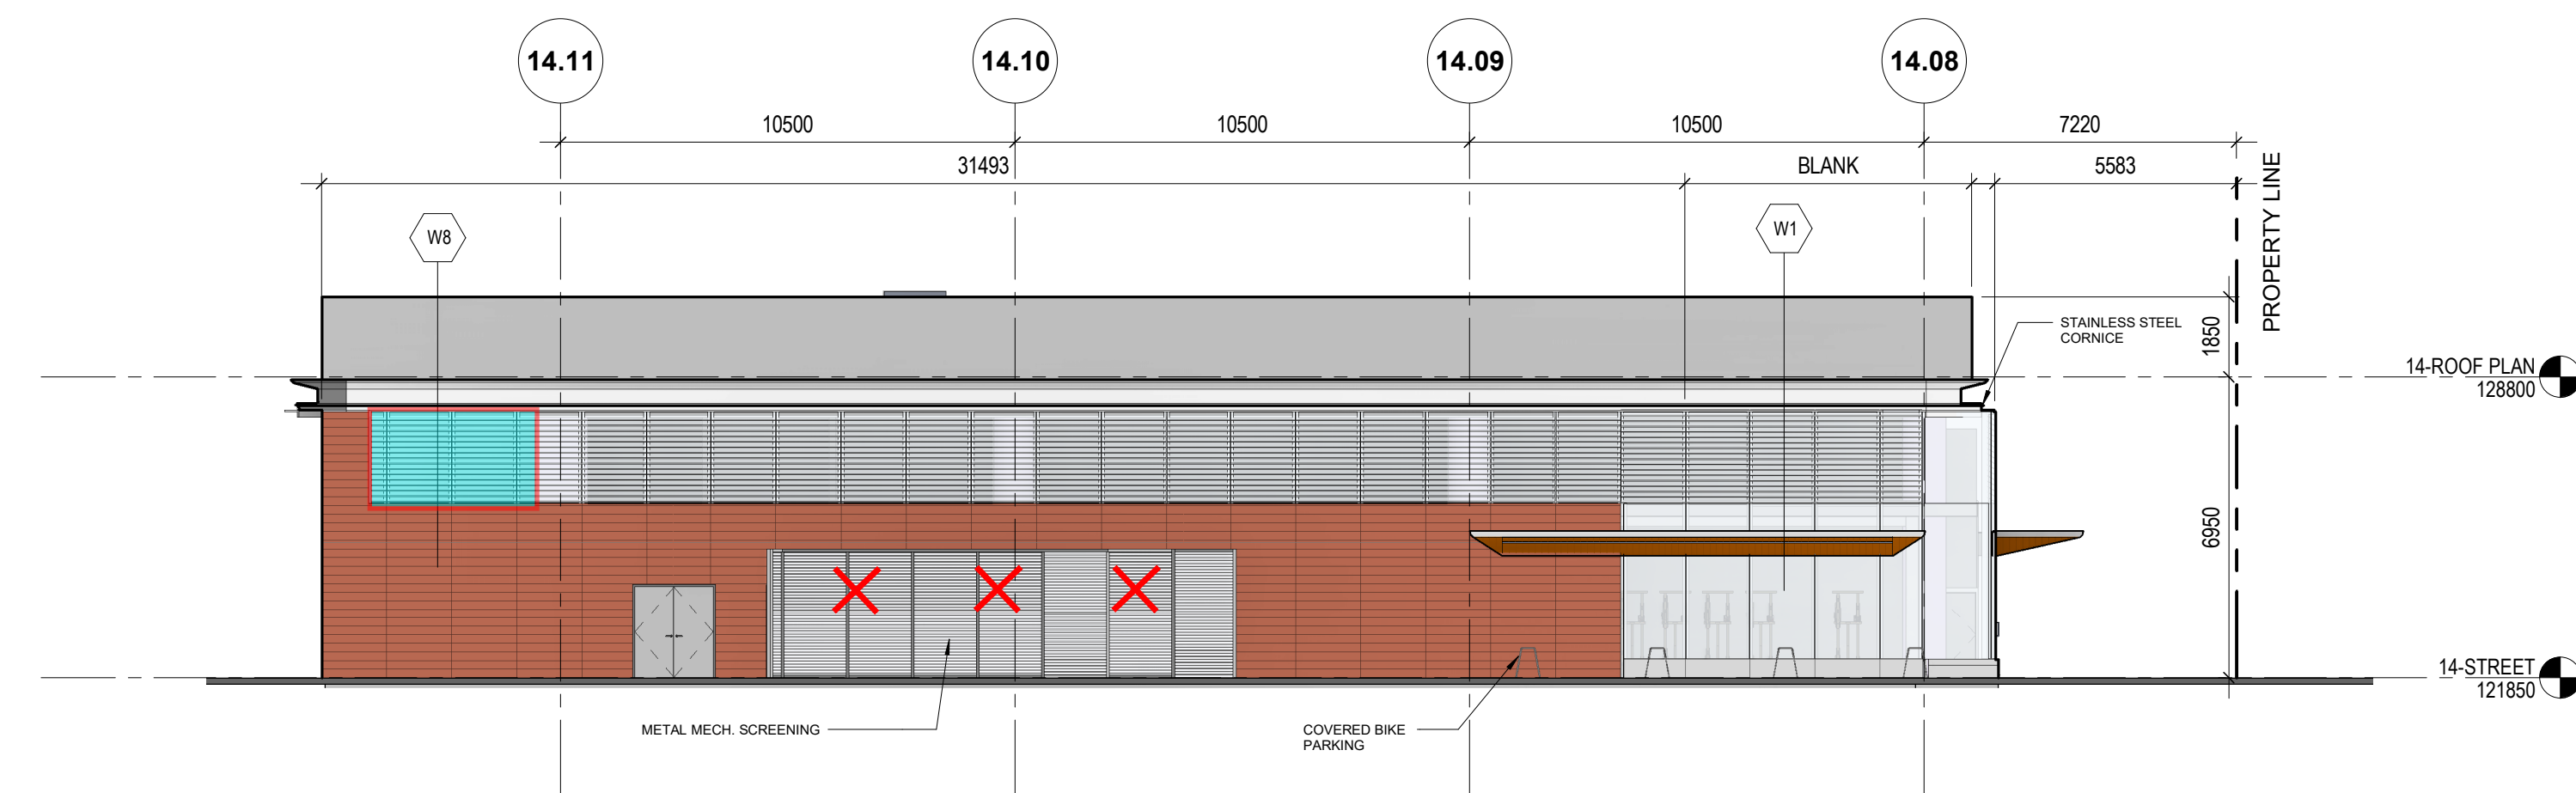 14.11
14.10
14.09
14.08
10500
10500
10500
7220
31493
BLANK
5583
PROPERTY LINE
W8
W1
STAINLESS STEEL
CORNICE
1850
14-ROOF PLAN
128800
6950
14-STREET
121850
METAL MECH. SCREENING
COVERED BIKE
PARKING